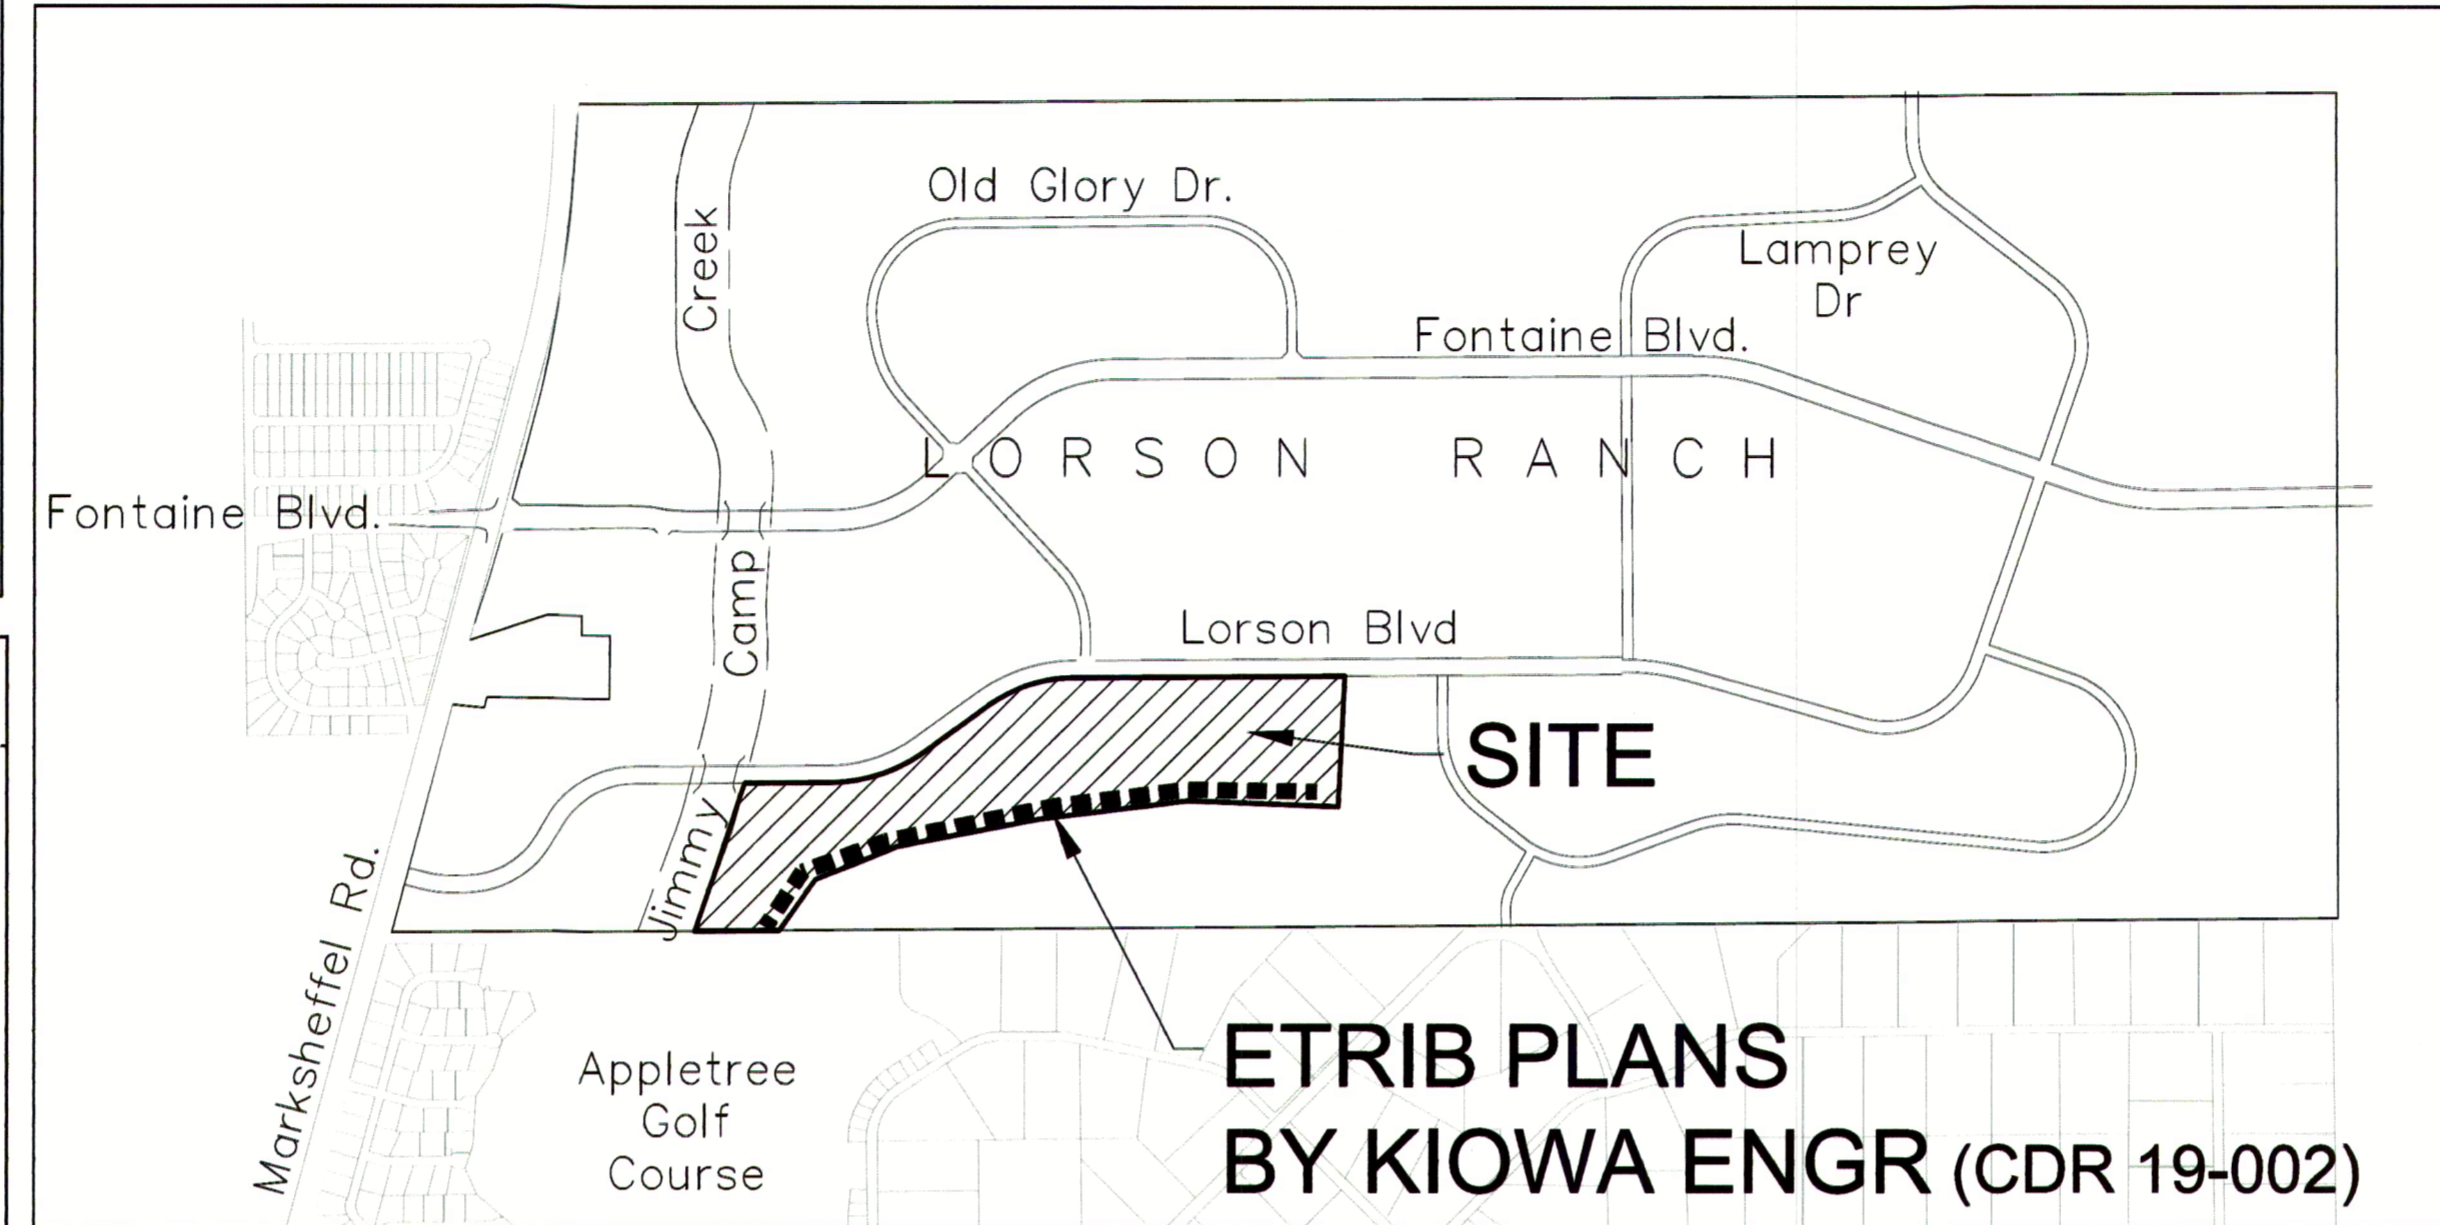 Old Glory Dr.
Creek
Lamprey
Dr
Fontaine Blvd.
LORSON RANCH
Fontaine Blvd.
Camp
Lorson Blvd
SITE
Jimmy
Marksheffel Rd.
ETRIB PLANS
BY KIOWA ENGR (CDR 19-002)
Appletree
Golf
Course